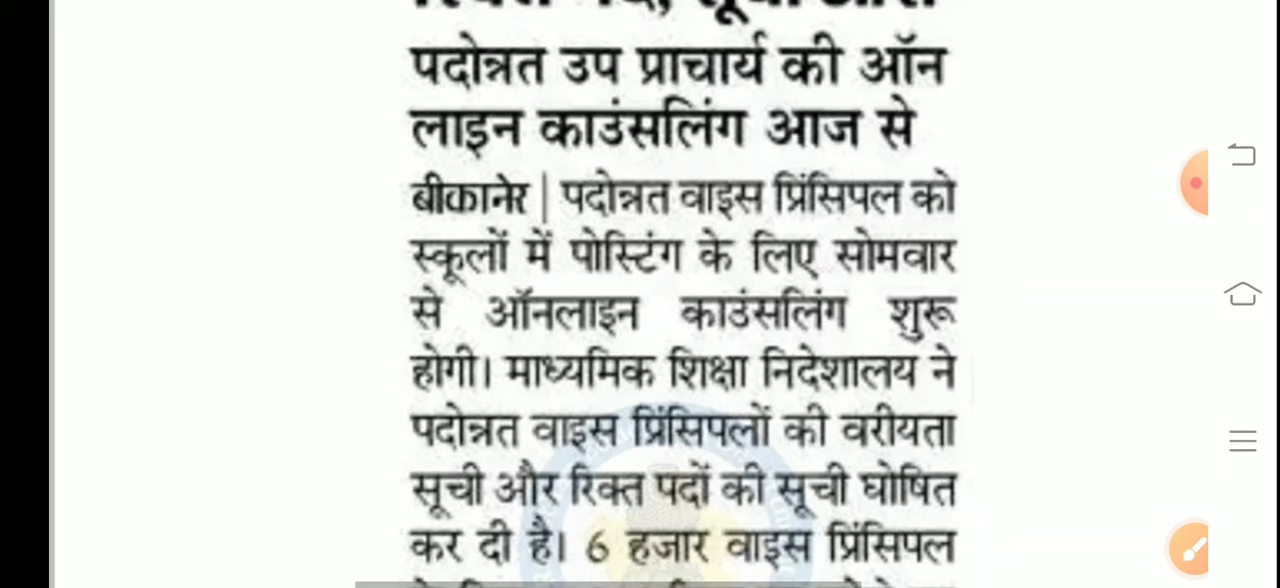 पदोन्नत उप प्राचार्य की ऑन
लाइन काउंसलिंग आज से
बीकानेर | पदोन्नत वाइस प्रिंसिपल को
स्कूलों में पोस्टिंग के लिए सोमवार
से ऑनलाइन काउंसलिंग शुरू
होगी। माध्यमिक शिक्षा निदेशालय ने
पदोन्नत वाइस प्रिंसिपलों की वरीयता
सूची और रिक्त पदों की सूची घोषित
कर दी है। 6 हजार वाइस प्रिंसिपल